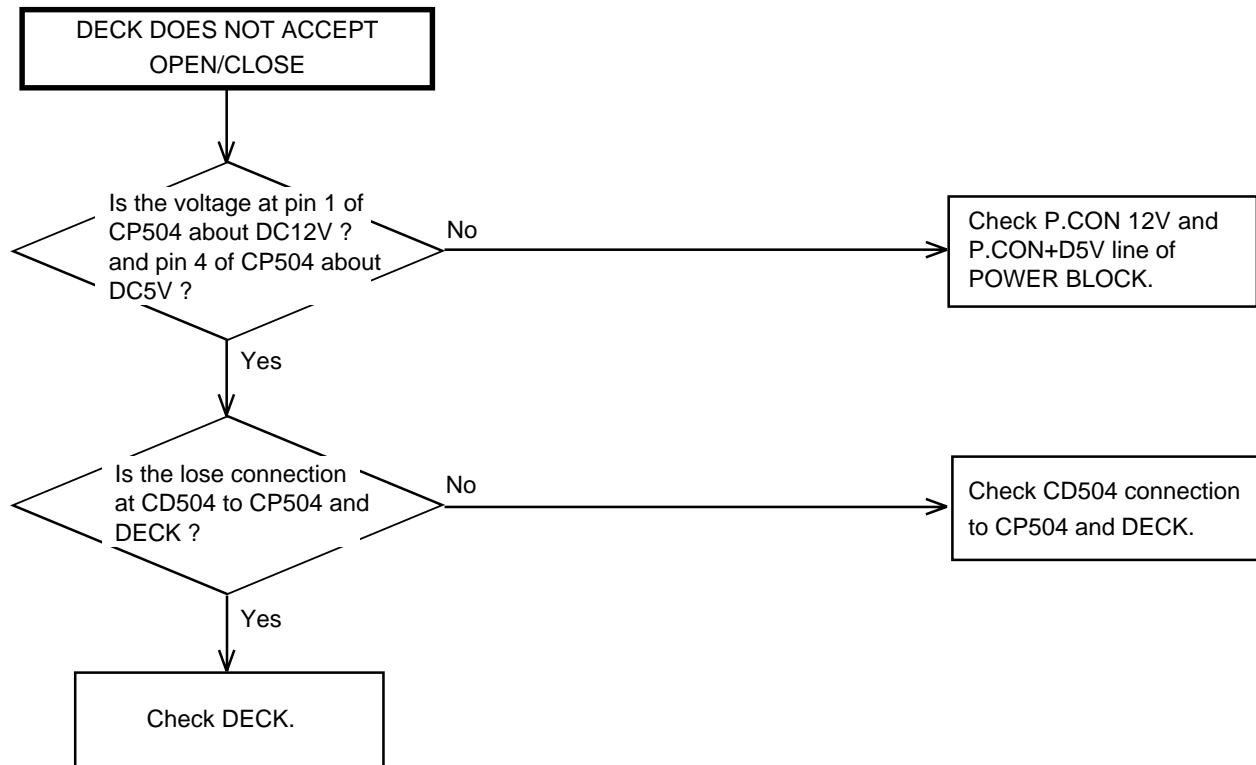 DECK DOES NOT ACCEPT
OPEN/CLOSE
Is the voltage at pin 1 of
CP504 about DC12V ?
and pin 4 of CP504 about
DC5V ?
No
Check P.CON 12V and
P.CON+D5V line of
POWER BLOCK.
Yes
Is the lose connection
at CD504 to CP504 and
DECK ?
No
Check CD504 connection
to CP504 and DECK.
Yes
Check DECK.